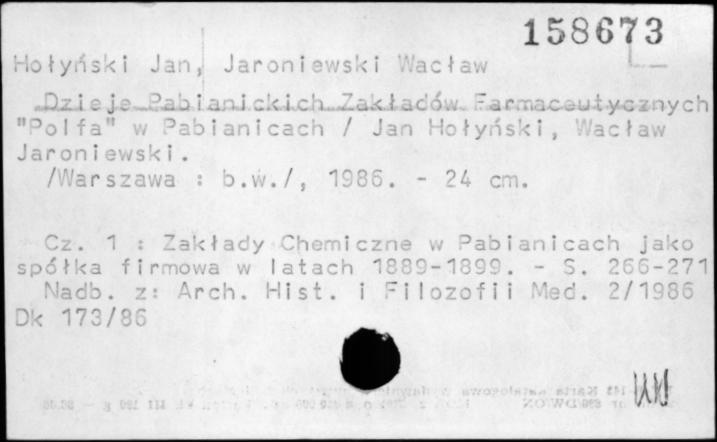 158673
Hołyński Jan, Jaroniewski Wacław
Dzieje Pabianickich Zakładów Farmaceutycznych
"Polfa" w Pabianicach / Jan Hołyński, Wacław
Jaroniewski.
/Warszawa : b.w./, 1986. - 24 cm.
Cz. 1 : Zakłady Chemiczne w Pabianicach jako
spółka firmowa w latach 1889-1899. - S. 266-271
Nadb. z: Arch. Hist. i Filozofii Med. 2/1986
Dk 173/86